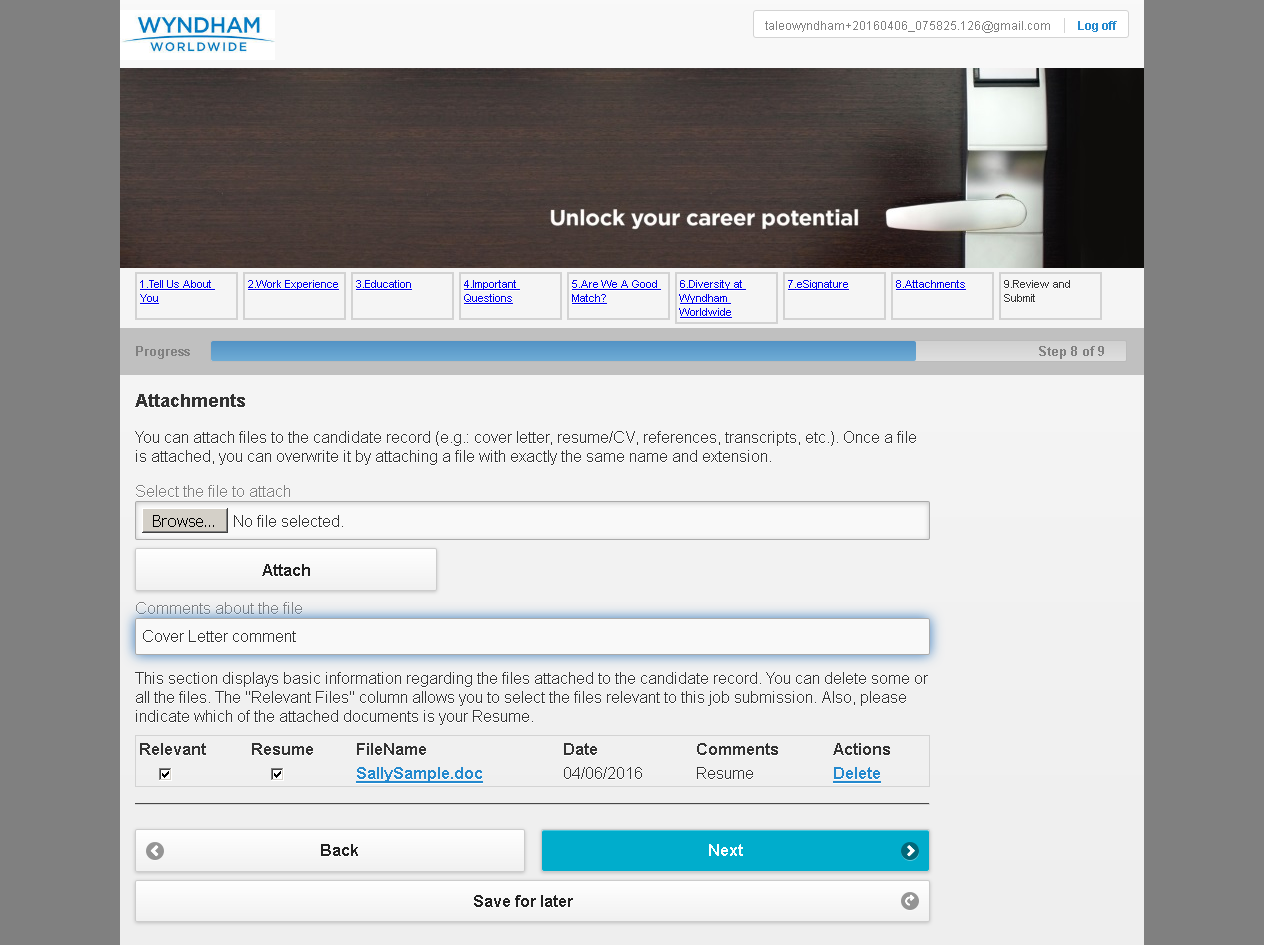 WYNDHAM
WORLDWIDE
taleowyndham+20160406_075825.126@gmail.com Log off
Unlock your career potential
1.Tell Us About You
2.Work Experience
3.Education
4.Important Questions
5.Are We A Good Match?
6.Diversity at Wyndham Worldwide
7.eSignature
8.Attachments
9.Review and Submit
Progress Step 8 of 9
Attachments
You can attach files to the candidate record (e.g.: cover letter, resume/CV, references, transcripts, etc.). Once a file
is attached, you can overwrite it by attaching a file with exactly the same name and extension.
Select the file to attach
Browse... No file selected.
Attach
Comments about the file
Cover Letter comment
This section displays basic information regarding the files attached to the candidate record. You can delete some or
all the files. The "Relevant Files" column allows you to select the files relevant to this job submission. Also, please
indicate which of the attached documents is your Resume.
Relevant Resume FileName Date Comments Actions
SallySample.doc 04/06/2016 Resume Delete
Back Next
Save for later